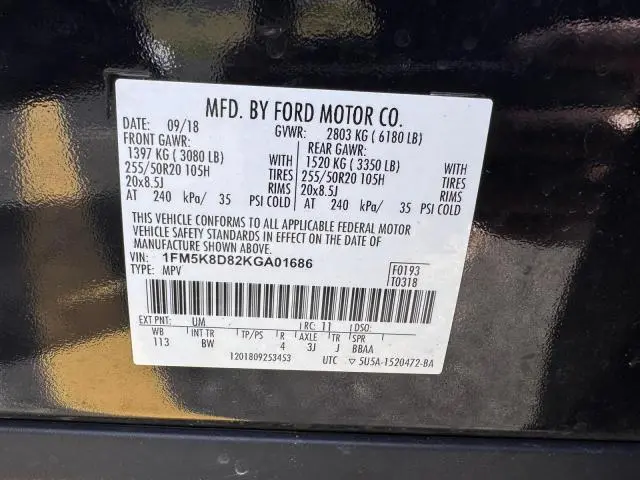 MFD. BY FORD MOTOR CO.
DATE: 09/18 GVWR: 2803 KG ( 6180 LB)
FRONT GAWR: REAR GAWR:
1397 KG ( 3080 LB) WITH 1520 KG ( 3350 LB) WITH
255/50R20 105H TIRES 255/50R20 105H TIRES
20x8.5J RIMS 20x8.5J RIMS
AT 240 kPa/ 35 PSI COLD AT 240 kPa/ 35 PSI COLD
THIS VEHICLE CONFORMS TO ALL APPLICABLE FEDERAL MOTOR
VEHICLE SAFETY STANDARDS IN EFFECT ON THE DATE OF
MANUFACTURE SHOWN ABOVE.
VIN: 1FM5K8D82KGA01686 F0193
TYPE: MPV T0318
EXT PNT: UM RC: 11 DSO:
WB INT TR TP/PS R AXLE TR SPR
113 BW 4 3J J BBAA
1201809253453 UTC ▽ 5U5A-1520472-BA